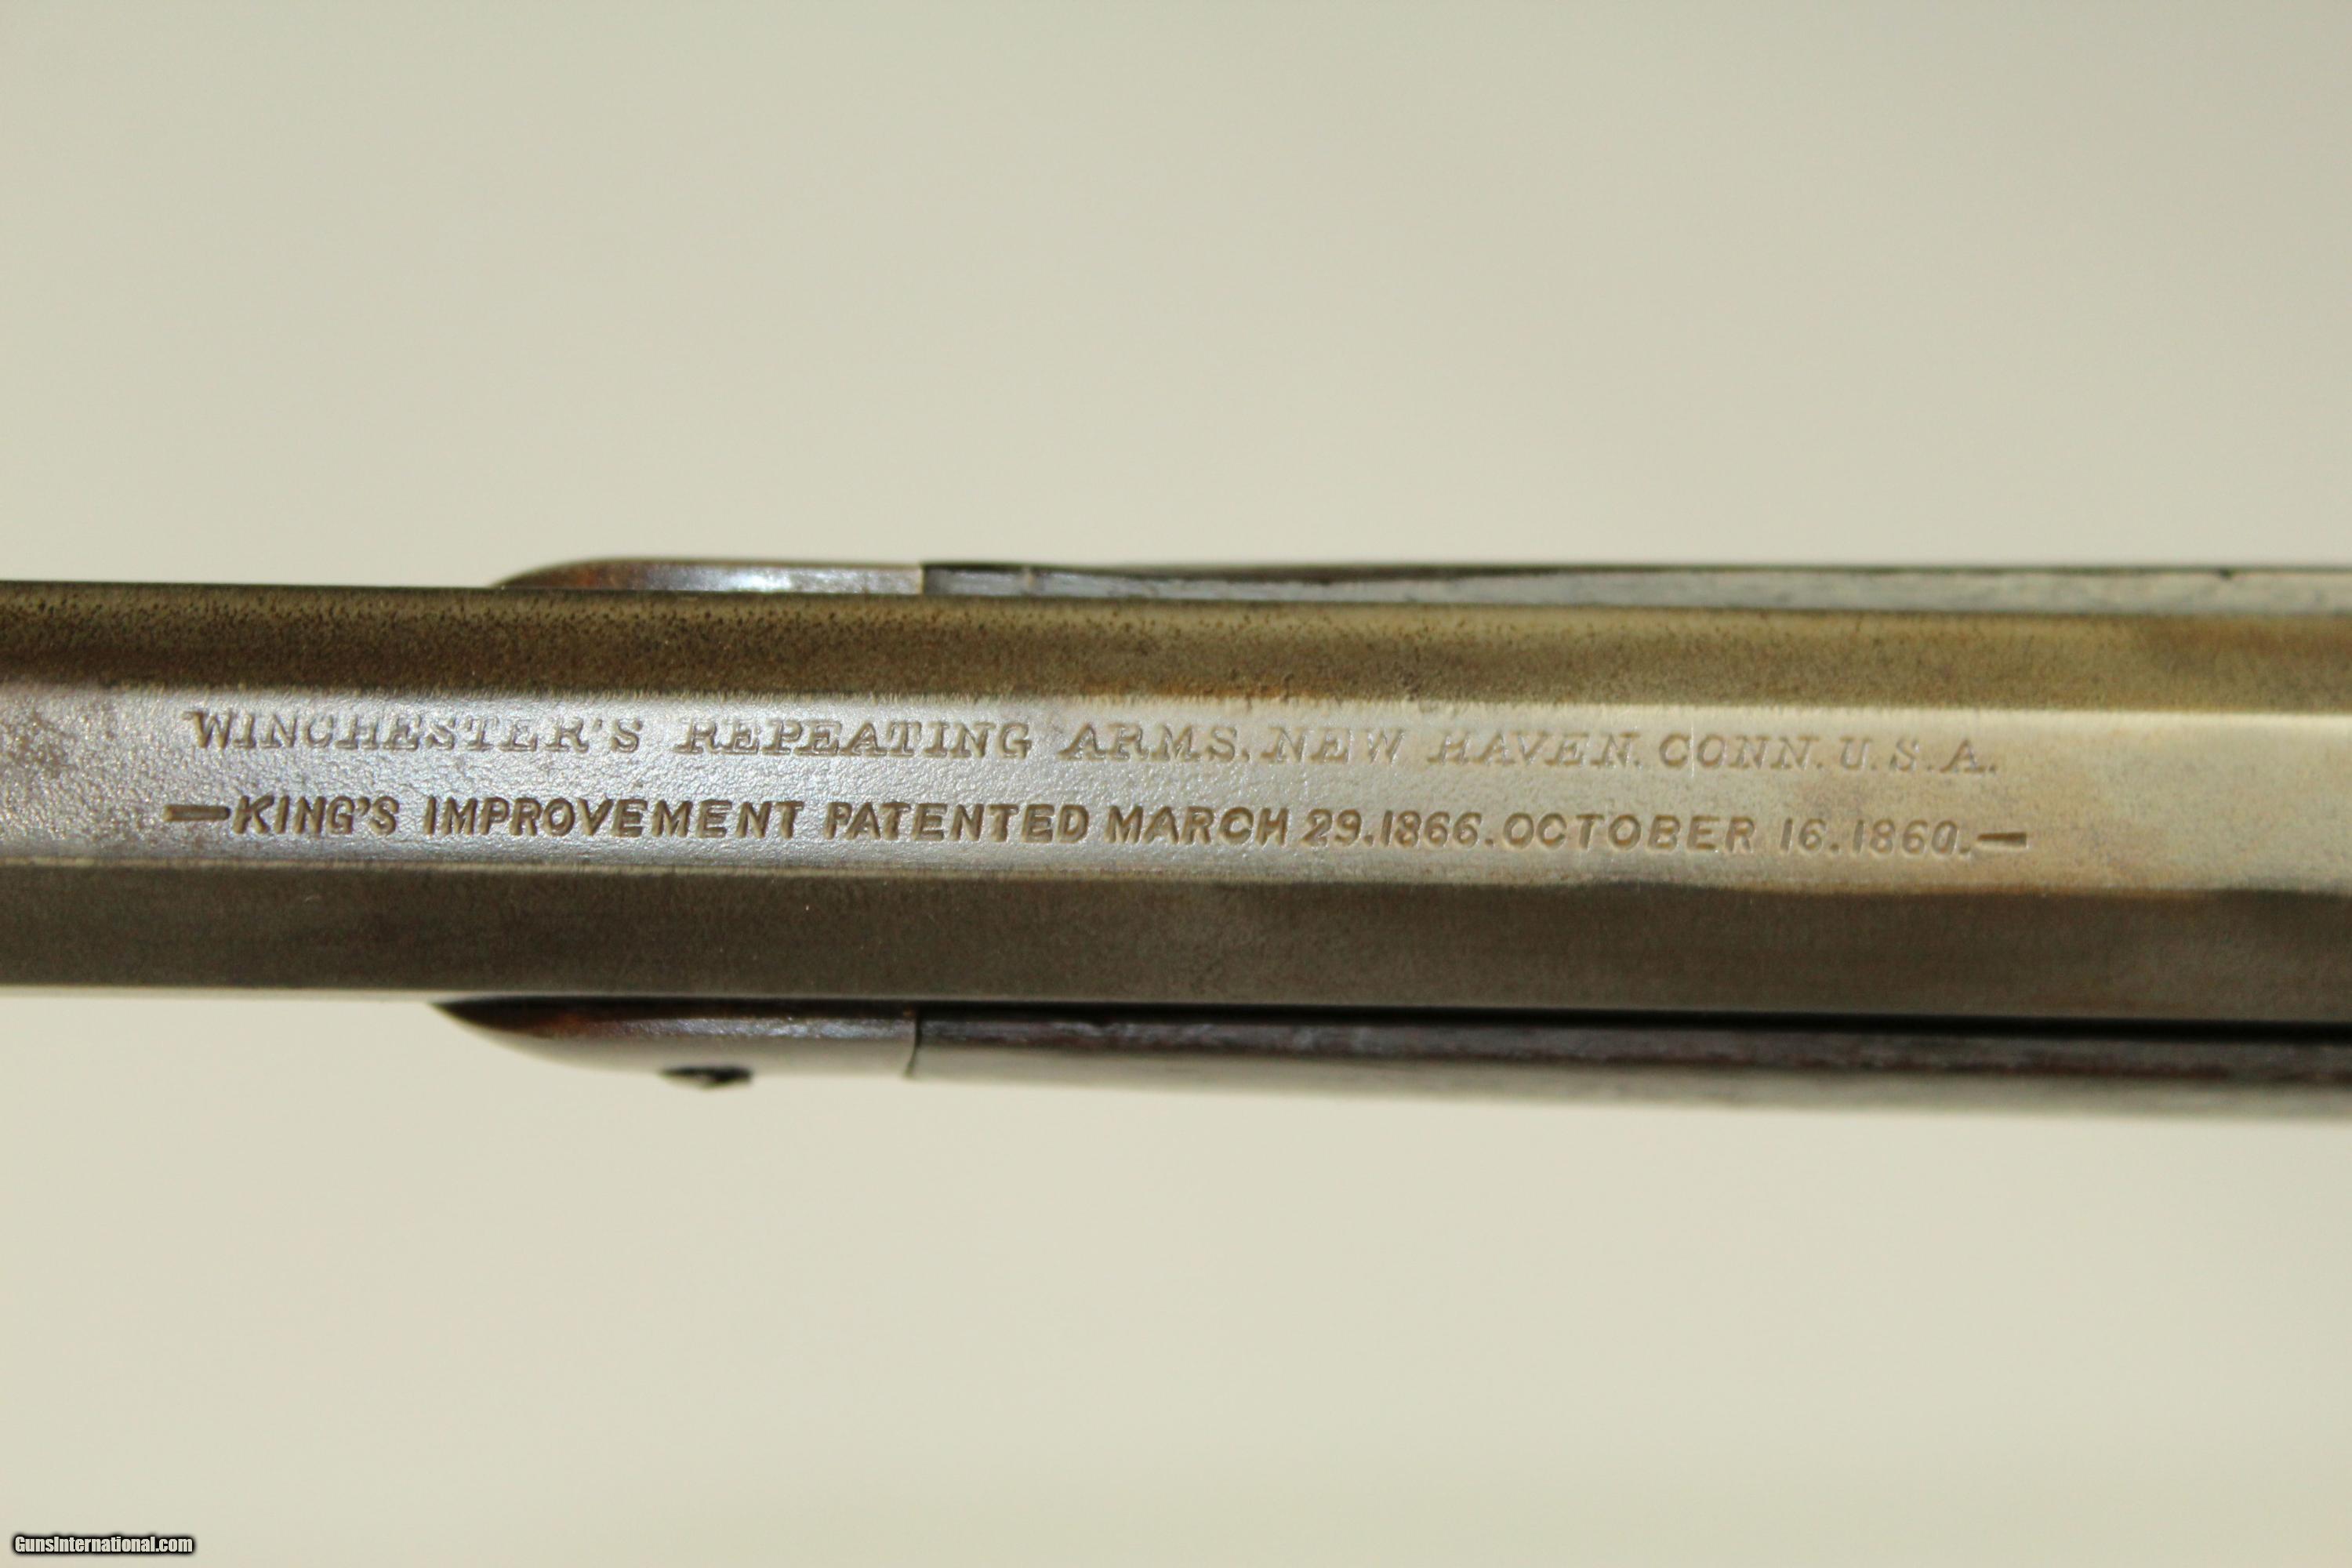 WINCHESTER'S REPEATING ARMS. NEW HAVEN. CONN. U.S.A.
—KING'S IMPROVEMENT PATENTED MARCH 29.1866. OCTOBER 16.1860.—
GunsInternational.com